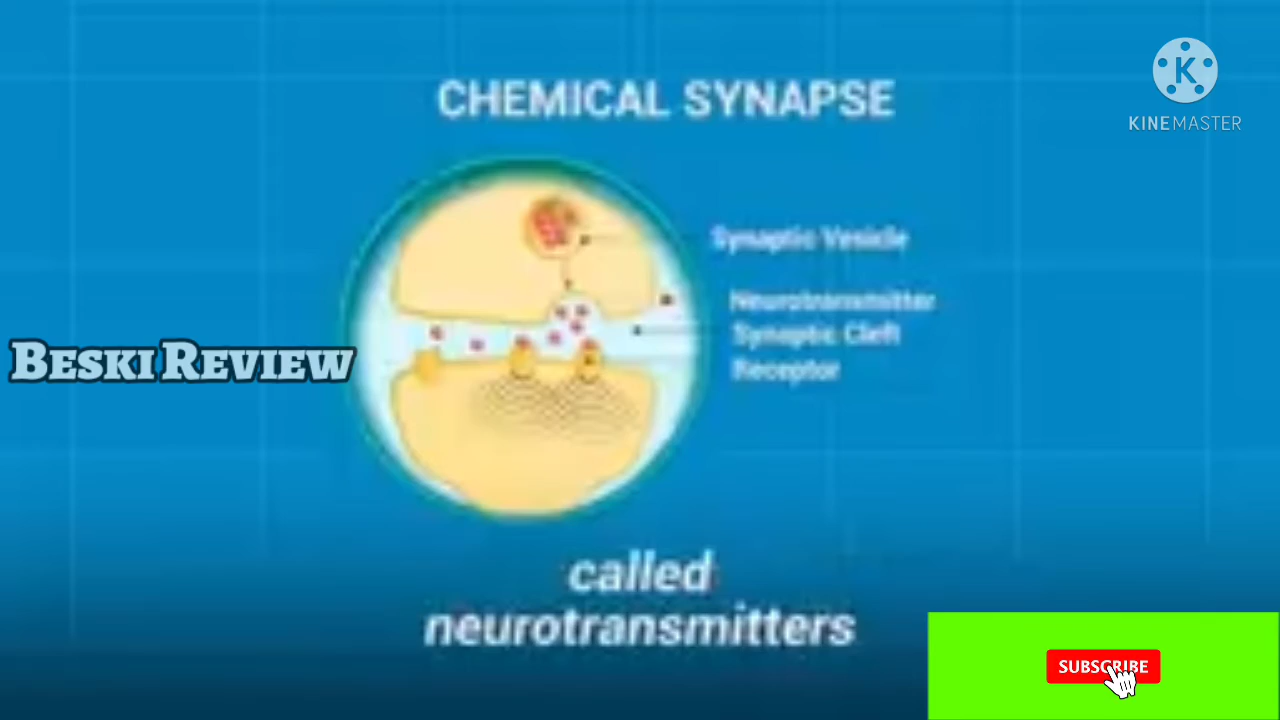 K
KINEMASTER
CHEMICAL SYNAPSE
Synaptic Vesicle
Neurotransmitter
Synaptic Cleft
Receptor
BESKI REVIEW
called
neurotransmitters
SUBSCRIBE